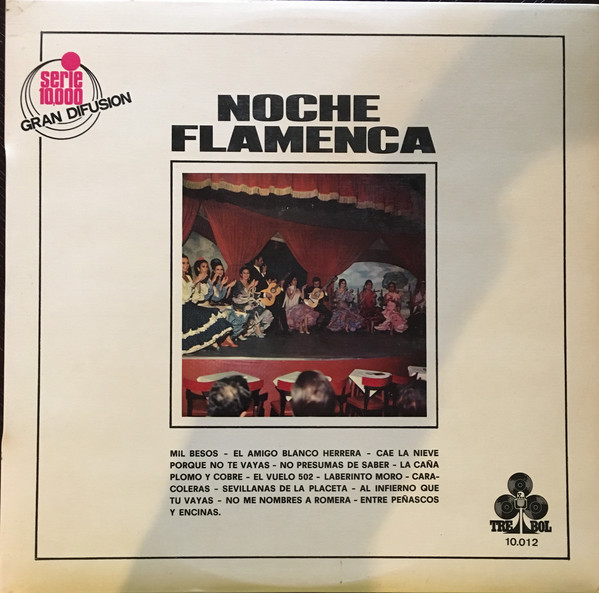 serie
10.000
GRAN DIFUSION
NOCHE
FLAMENCA
MIL BESOS - EL AMIGO BLANCO HERRERA - CAE LA NIEVE
PORQUE NO TE VAYAS - NO PRESUMAS DE SABER - LA CAÑA
PLOMO Y COBRE - EL VUELO 502 - LABERINTO MORO - CARA-
COLERAS - SEVILLANAS DE LA PLACETA - AL INFIERNO QUE
TU VAYAS - NO ME NOMBRES A ROMERA - ENTRE PEÑASCOS
Y ENCINAS.
TREBOL
10.012